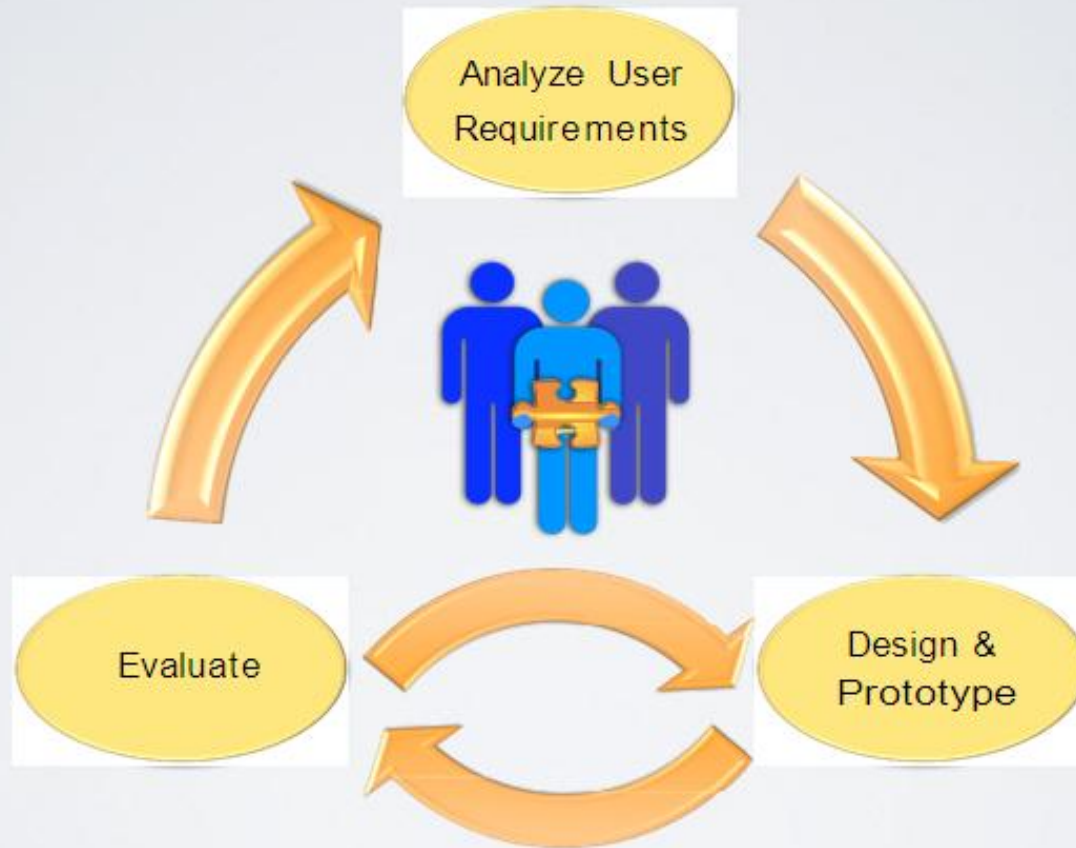 Analyze User
Requirements
Evaluate
Design &
Prototype